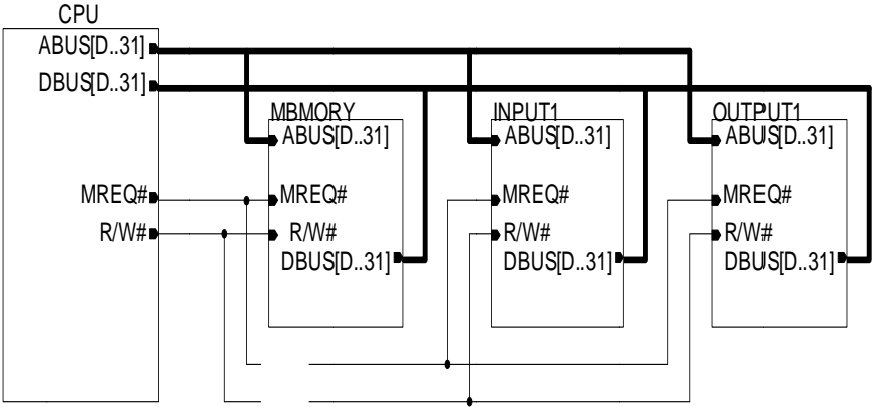 CPU
ABUS[D..31]
DBUS[D..31]
MREQ#
R/W#
MBMORY
ABUS[D..31]
MREQ#
R/W#
DBUS[D..31]
INPUT1
ABUS[D..31]
MREQ#
R/W#
DBUS[D..31]
OUTPUT1
ABUS[D..31]
MREQ#
R/W#
DBUS[D..31]